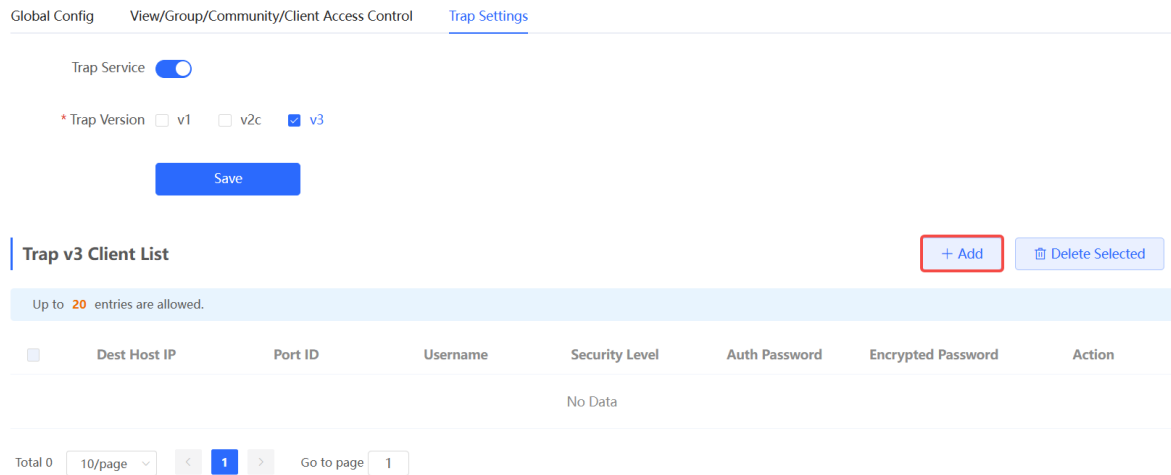 Global Config View/Group/Community/Client Access Control Trap Settings
Trap Service
* Trap Version v1 v2c v3
Save
Trap v3 Client List + Add Delete Selected
Up to 20 entries are allowed.
Dest Host IP Port ID Username Security Level Auth Password Encrypted Password Action
No Data
Total 0 10/page < 1 > Go to page 1